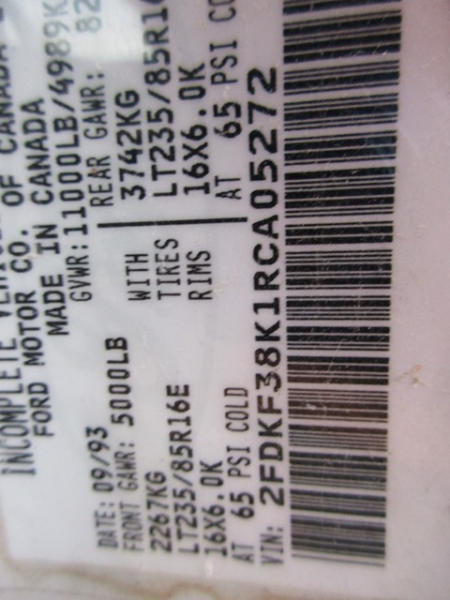 INCOMPLETE
FORD MOTOR CO. OF CANADA
MADE IN CANADA
DATE: 09/93 GVWR:11000LB/4989K
FRONT GAWR: 5000LB REAR GAWR: 82
2267KG WITH 3742KG
LT235/85R16E TIRES LT235/85R16
16X6.0K RIMS 16X6.0K
AT 65 PSI COLD AT 65 PSI CO
VIN: 2FDKF38K1RCA05272